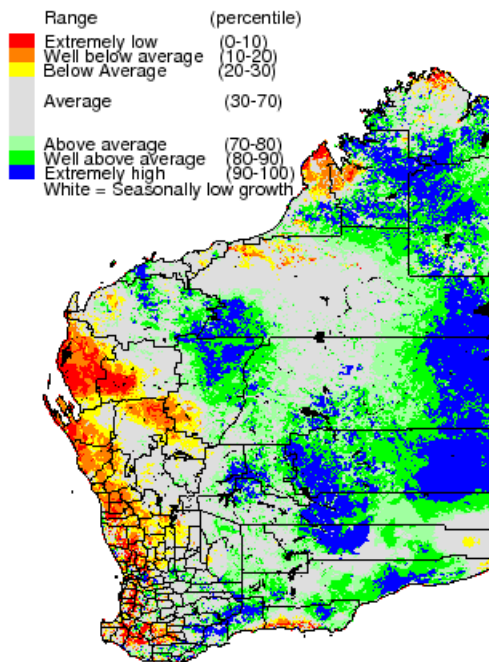 Range (percentile)
Extremely low (0-10)
Well below average (10-20)
Below Average (20-30)
Average (30-70)
Above average (70-80)
Well above average (80-90)
Extremely high (90-100)
White = Seasonally low growth